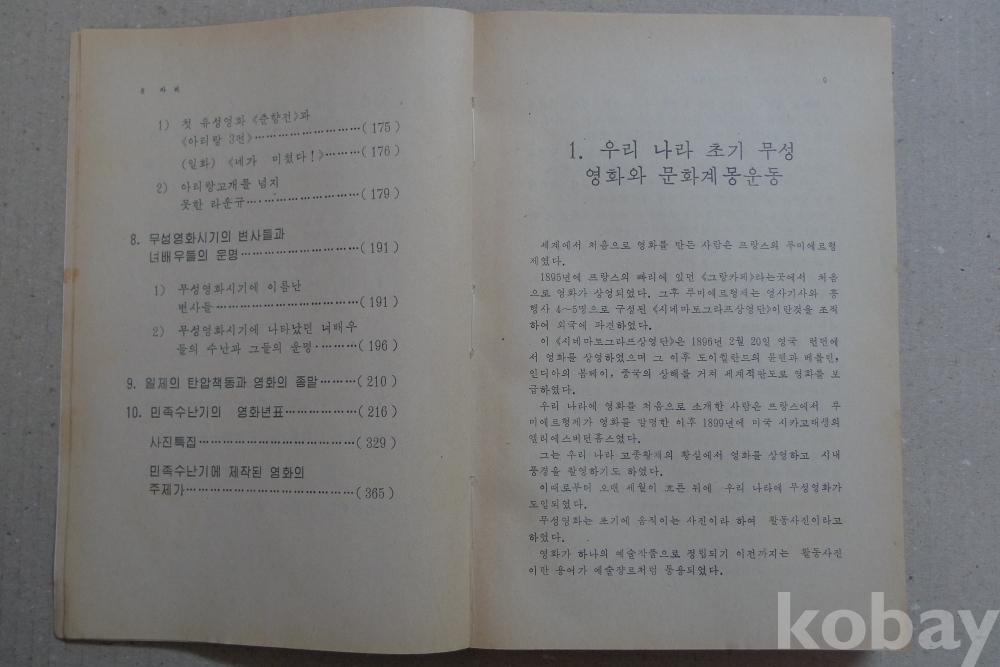 차 례
1) 첫 유성영화 《춘향전》과
《아리랑 3편》……………………( 175 )
(일화) 《네가 미쳤다!》………( 176 )
2) 아리랑고개를 넘지
못한 라운규……………………( 179 )
8. 무성영화시기의 변사들과
녀배우들의 운명……………………( 191 )
1) 무성영화시기에 이름난
변사들……………………………( 191 )
2) 무성영화시기에 나타났던 녀배우
들의 수난과 그들의 운명………( 196 )
9. 일제의 탄압책동과 영화의 종말………( 210 )
10. 민족수난기의 영화년표………………( 216 )
사진특집…………………………………( 329 )
민족수난기에 제작된 영화의
주제가……………………………………( 365 )
1. 우리 나라 초기 무성
영화와 문화계몽운동
세계에서 처음으로 영화를 만든 사람은 프랑스의 루미에르형
제였다.
1895년에 프랑스의 빠리에 있던 《그랑카페》라는곳에서 처음
으로 영화가 상영되였다. 그후 루미에르형제는 영사기사와 흥
행사 4~5명으로 구성된 《시네마토그라프상영단》이란것을 조직
하여 외국에 파견하였다.
이 《시네마토그라프상영단》은 1896년 2월 20일 영국 런던에
서 영화를 상영하였으며 그 이후 도이췰란드의 뮨헨과 베를린,
인디아의 봄베이, 중국의 상해를 거쳐 세계적판도로 영화를 보
급하였다.
우리 나라에 영화를 처음으로 소개한 사람은 프랑스에서 루
미에르형제가 영화를 발명한 이후 1899년에 미국 시카고태생의
엘리에스버턴홈스였다.
그는 우리 나라 고종황제의 황실에서 영화를 상영하고 시내
풍경을 촬영하기도 하였다.
이때로부터 오랜 세월이 흐른 뒤에 우리 나라에 무성영화가
도입되였다.
무성영화는 초기에 움직이는 사진이라 하여 활동사진이라고
하였다.
영화가 하나의 예술작품으로 정립되기 이전까지는 활동사진
이란 용어가 예술쟝르처럼 통용되였다.
kobay